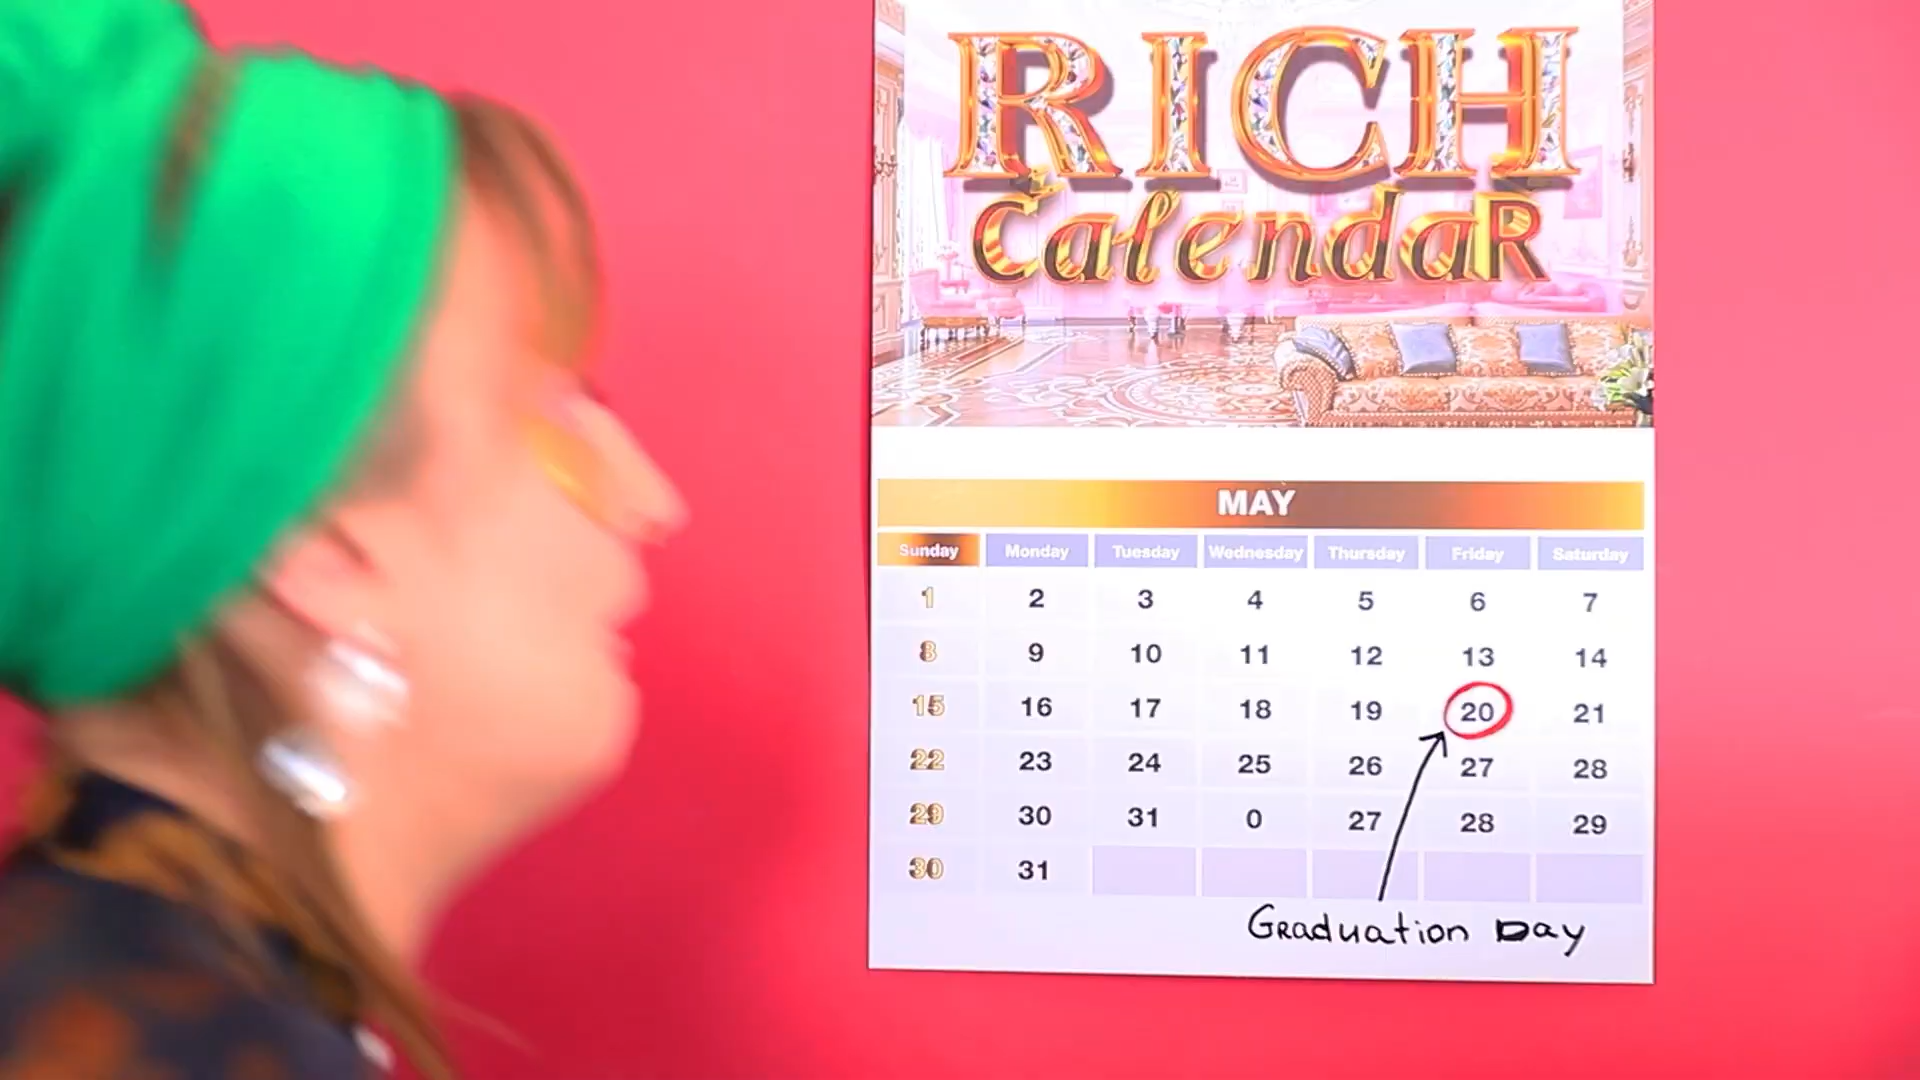 RICH
CalendaR
MAY
Sunday Monday Tuesday Wednesday Thursday Friday Saturday
1 2 3 4 5 6 7
8 9 10 11 12 13 14
15 16 17 18 19 20 21
22 23 24 25 26 27 28
29 30 31 0 27 28 29
30 31
Graduation Day